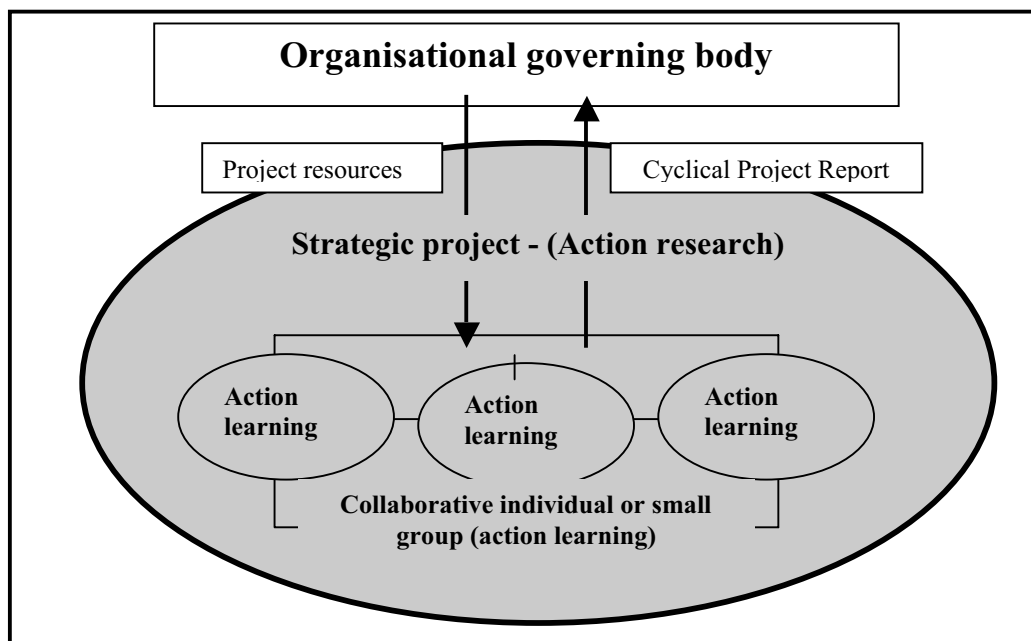 Organisational governing body
Project resources
Cyclical Project Report
Strategic project - (Action research)
Action
learning
Action
learning
Action
learning
Collaborative individual or small
group (action learning)